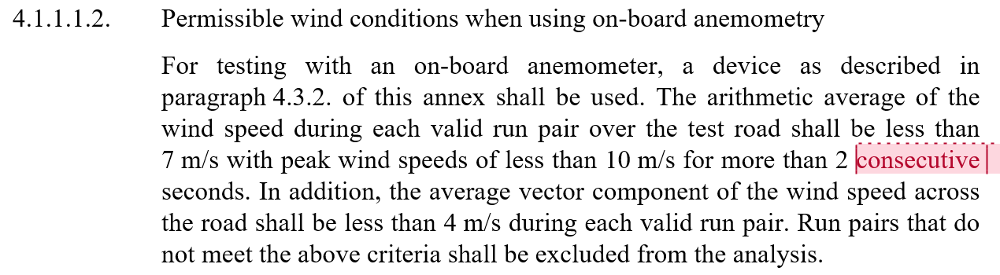 4.1.1.1.2. Permissible wind conditions when using on-board anemometry
For testing with an on-board anemometer, a device as described in
paragraph 4.3.2. of this annex shall be used. The arithmetic average of the
wind speed during each valid run pair over the test road shall be less than
7 m/s with peak wind speeds of less than 10 m/s for more than 2 consecutive
seconds. In addition, the average vector component of the wind speed across
the road shall be less than 4 m/s during each valid run pair. Run pairs that do
not meet the above criteria shall be excluded from the analysis.